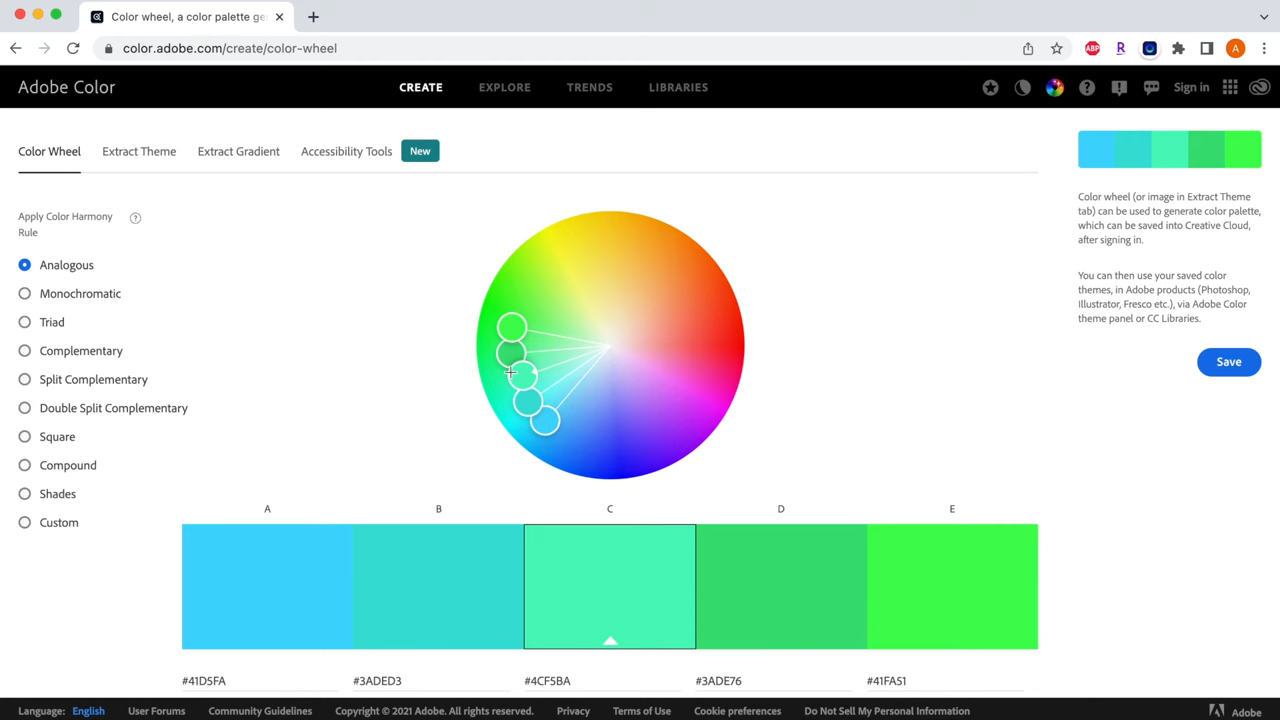 Color wheel, a color palette ge
color.adobe.com/create/color-wheel
ABP
R
A
Adobe Color
CREATE
EXPLORE
TRENDS
LIBRARIES
Sign in
Color Wheel
Extract Theme
Extract Gradient
Accessibility Tools
New
Apply Color Harmony
Rule
Analogous
Monochromatic
Triad
Complementary
Split Complementary
Double Split Complementary
Square
Compound
Shades
Custom
Color wheel (or image in Extract Theme
tab) can be used to generate color palette,
which can be saved into Creative Cloud,
after signing in.
You can then use your saved color
themes, in Adobe products (Photoshop,
Illustrator, Fresco etc.), via Adobe Color
theme panel or CC Libraries.
Save
A
B
C
D
E
#41D5FA
#3ADED3
#4CF5BA
#3ADE76
#41FA51
Language: English
User Forums
Community Guidelines
Copyright © 2021 Adobe. All rights reserved.
Privacy
Terms of Use
Cookie preferences
Do Not Sell My Personal Information
Adobe